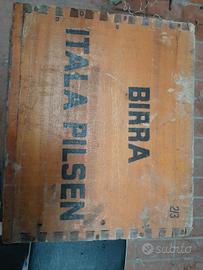 BIRRA
ITALA PILSEN
213
subito